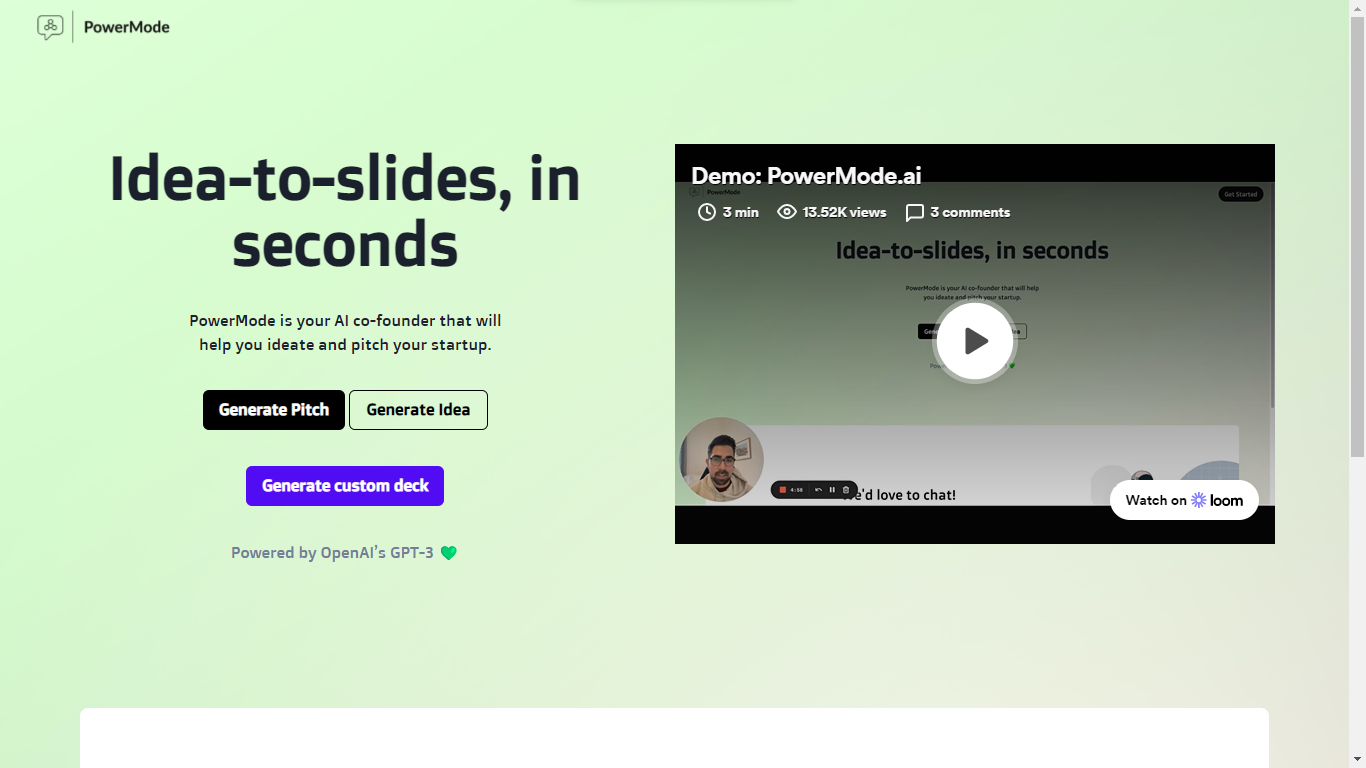 PowerMode
Idea-to-slides, in
seconds
PowerMode is your AI co-founder that will
help you ideate and pitch your startup.
Generate Pitch
Generate Idea
Generate custom deck
Powered by OpenAI's GPT-3 💚
Demo: PowerMode.ai
PowerMode
Get Started
3 min
13.52K views
3 comments
Idea-to-slides, in seconds
PowerMode is your AI co-founder that will help
you ideate and pitch your startup.
4:58
e'd love to chat!
Watch on loom